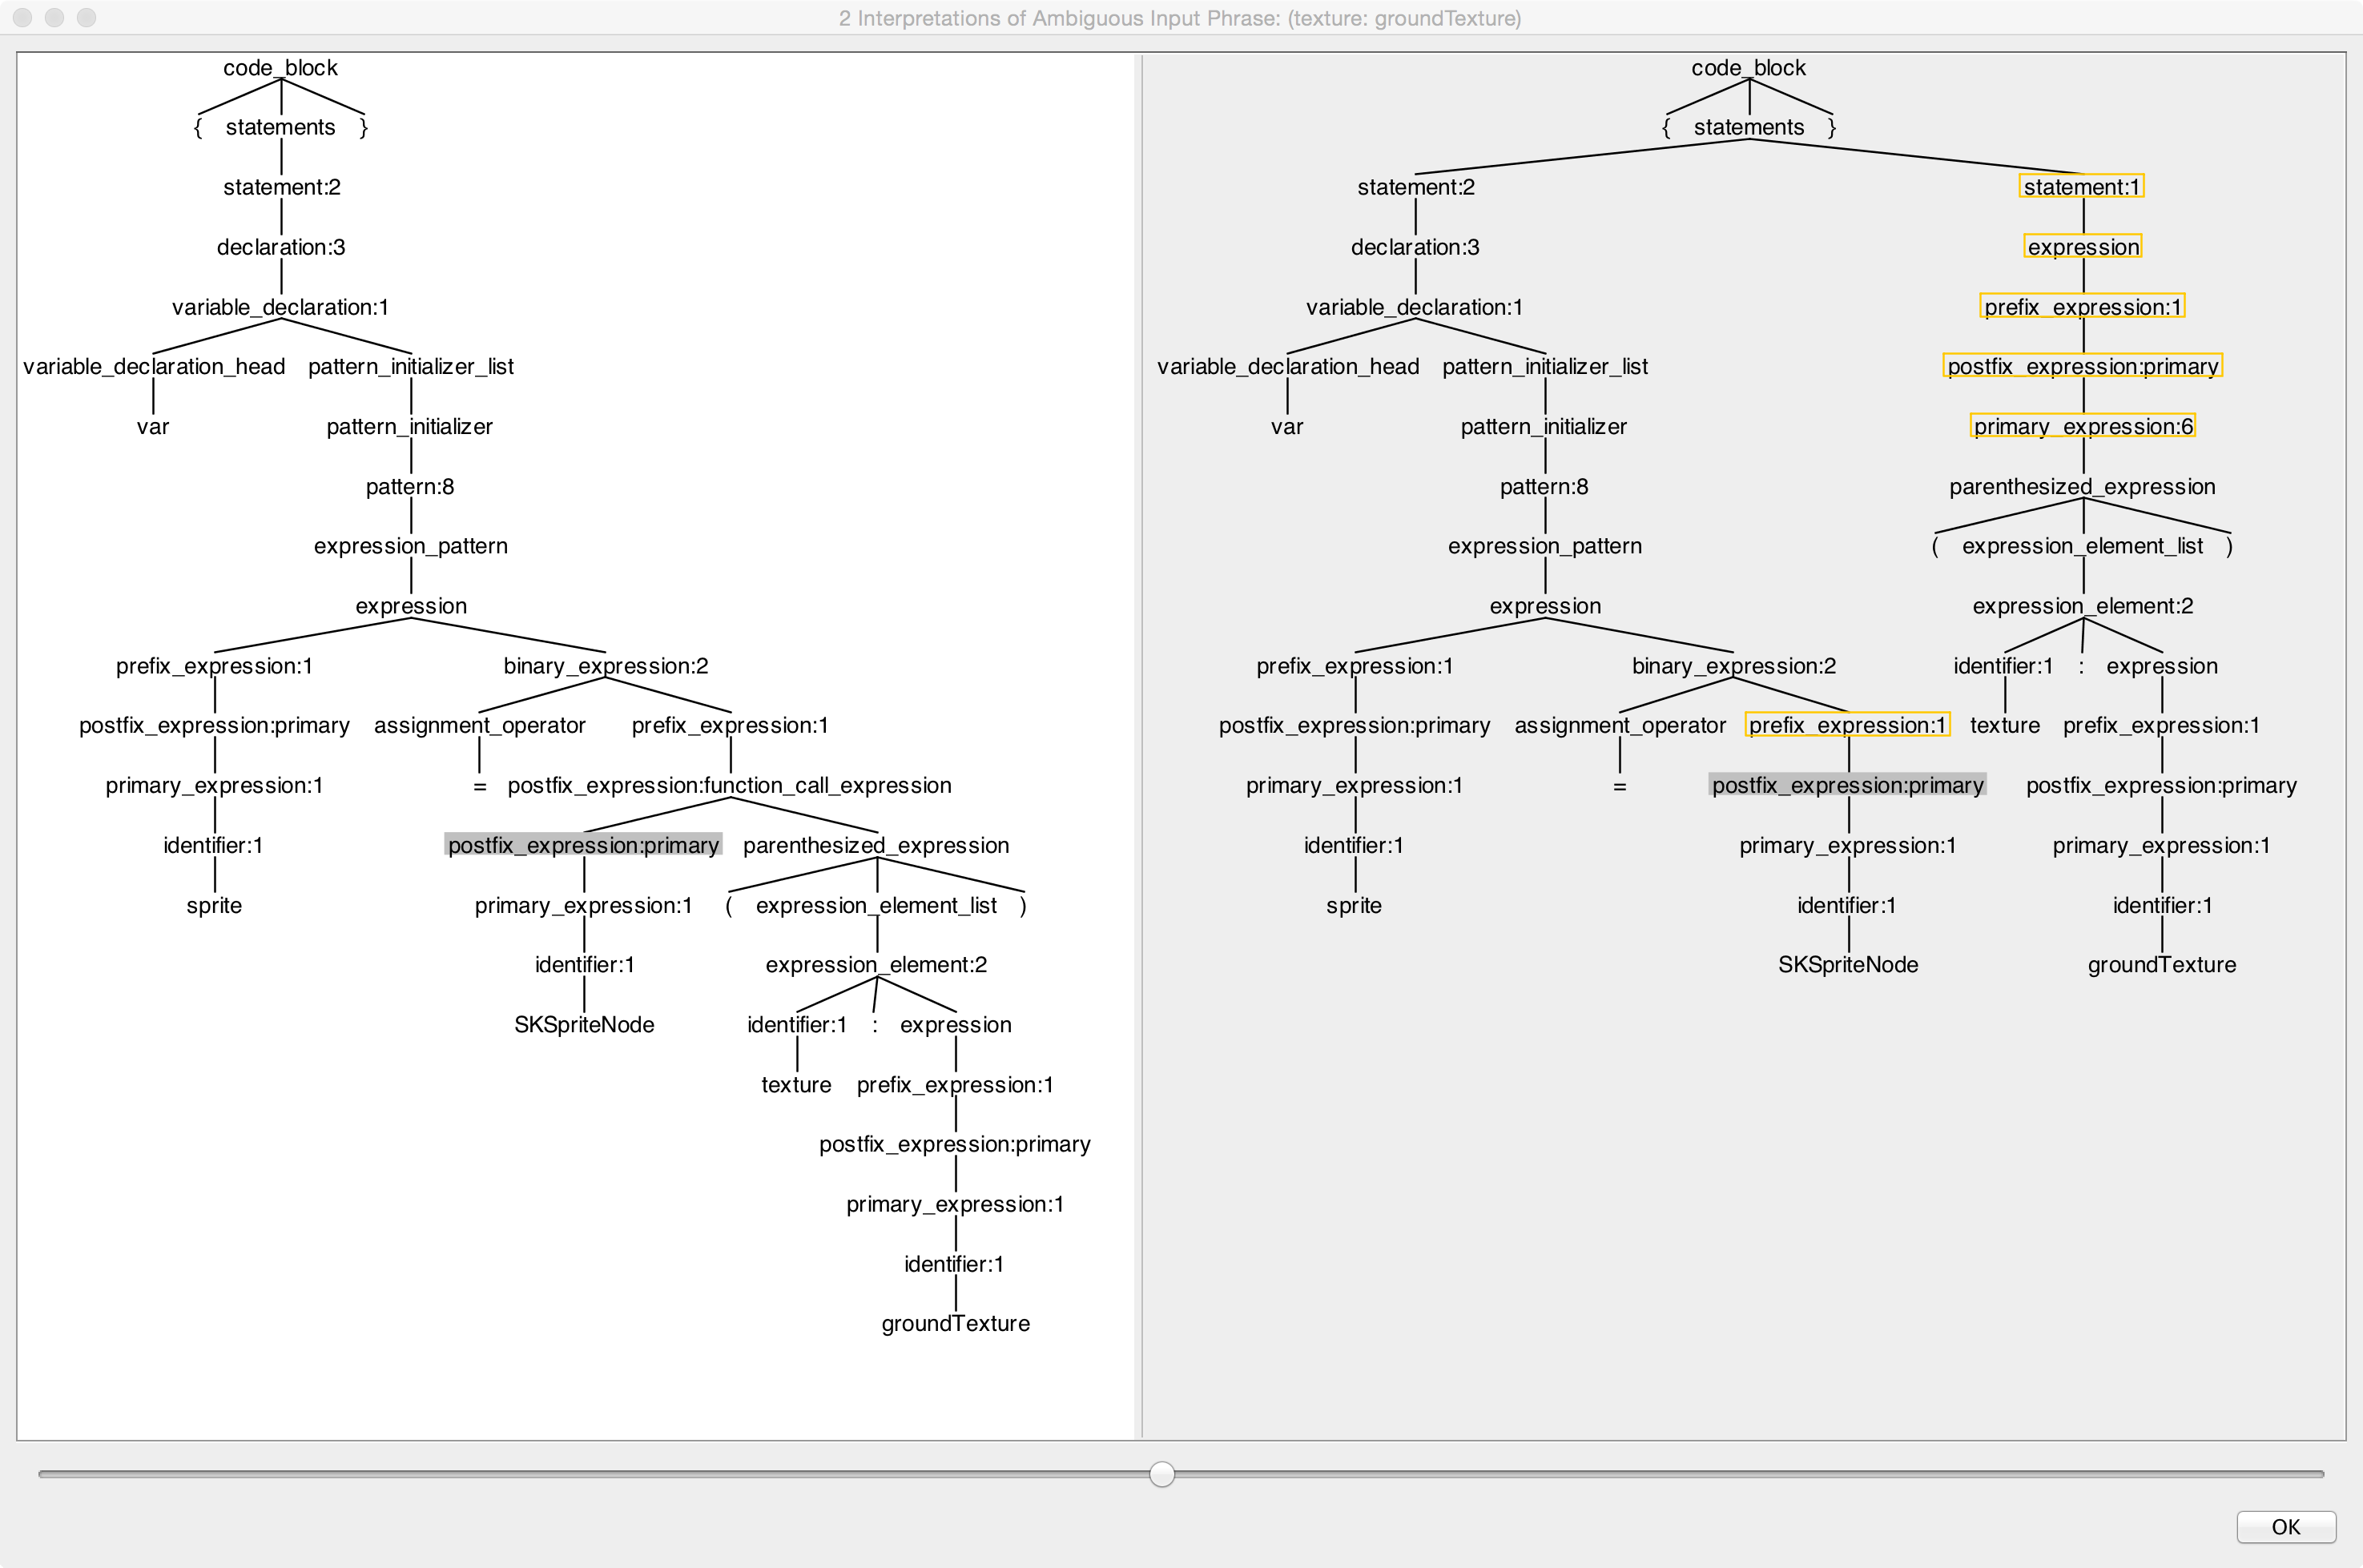 2 Interpretations of Ambiguous Input Phrase: (texture: groundTexture)
code_block
{ statements }
statement:2
declaration:3
variable_declaration:1
variable_declaration_head pattern_initializer_list
var pattern_initializer
pattern:8
expression_pattern
expression
prefix_expression:1 binary_expression:2
postfix_expression:primary assignment_operator prefix_expression:1
primary_expression:1 = postfix_expression:function_call_expression
identifier:1 postfix_expression:primary parenthesized_expression
sprite primary_expression:1 ( expression_element_list )
identifier:1 expression_element:2
SKSpriteNode identifier:1 : expression
texture prefix_expression:1
postfix_expression:primary
primary_expression:1
identifier:1
groundTexture
code_block
{ statements }
statement:2 statement:1
declaration:3 expression
variable_declaration:1 prefix_expression:1
variable_declaration_head pattern_initializer_list postfix_expression:primary
var pattern_initializer primary_expression:6
pattern:8 parenthesized_expression
expression_pattern ( expression_element_list )
expression expression_element:2
prefix_expression:1 binary_expression:2 identifier:1 : expression
postfix_expression:primary assignment_operator prefix_expression:1 texture prefix_expression:1
primary_expression:1 = postfix_expression:primary postfix_expression:primary
identifier:1 primary_expression:1 primary_expression:1
sprite identifier:1 identifier:1
SKSpriteNode groundTexture
OK